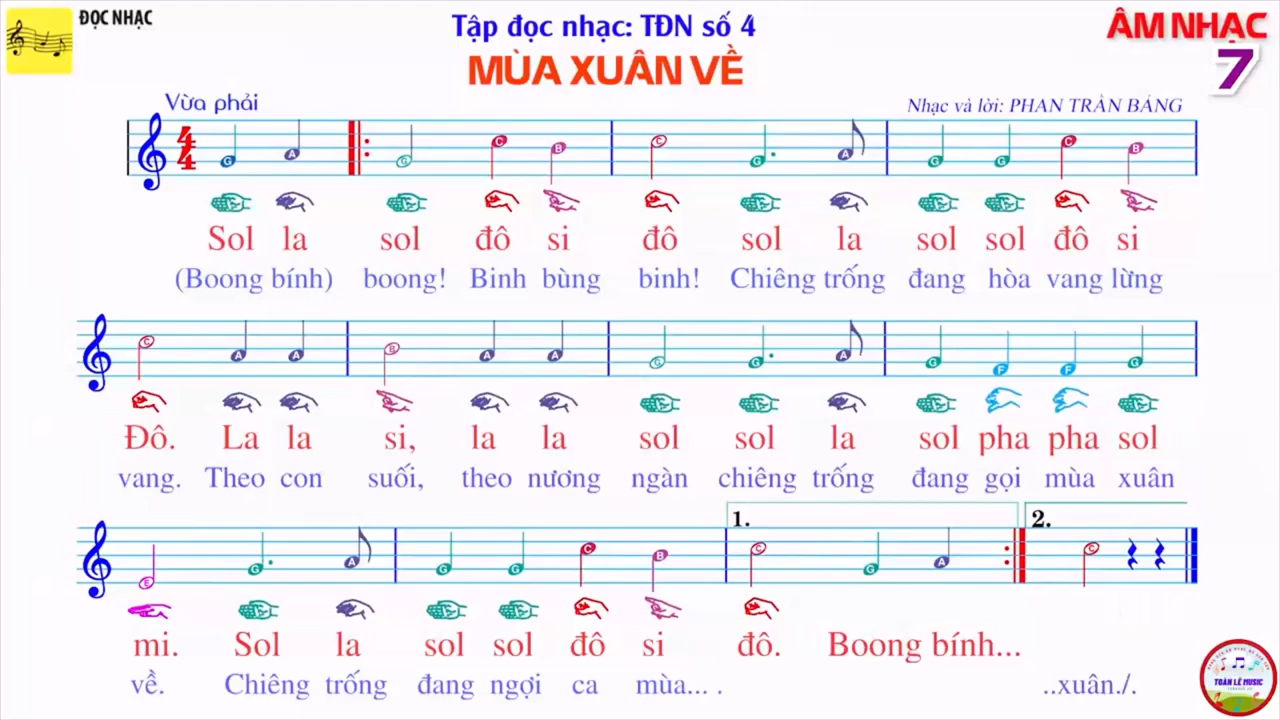 ĐỌC NHẠC
Tập đọc nhạc: TĐN số 4
ÂM NHẠC
7
MÙA XUÂN VỀ
Vừa phải
Nhạc và lời: PHAN TRẦN BẢNG
4
4
G A G C B C G A G G C B
Sol la sol đô si đô sol la sol sol đô si
(Boong bính) boong! Binh bùng binh! Chiêng trống đang hòa vang lừng
C A A B A A G G A G F F G
Đô. La la si, la la sol sol la sol pha pha sol
vang. Theo con suối, theo nương ngàn chiêng trống đang gọi mùa xuân
1. 2.
E G A G G C B C G A C
mi. Sol la sol sol đô si đô. Boong bính...
về. Chiêng trống đang ngợi ca mùa... . ..xuân./.
TOÀN LÊ MUSIC